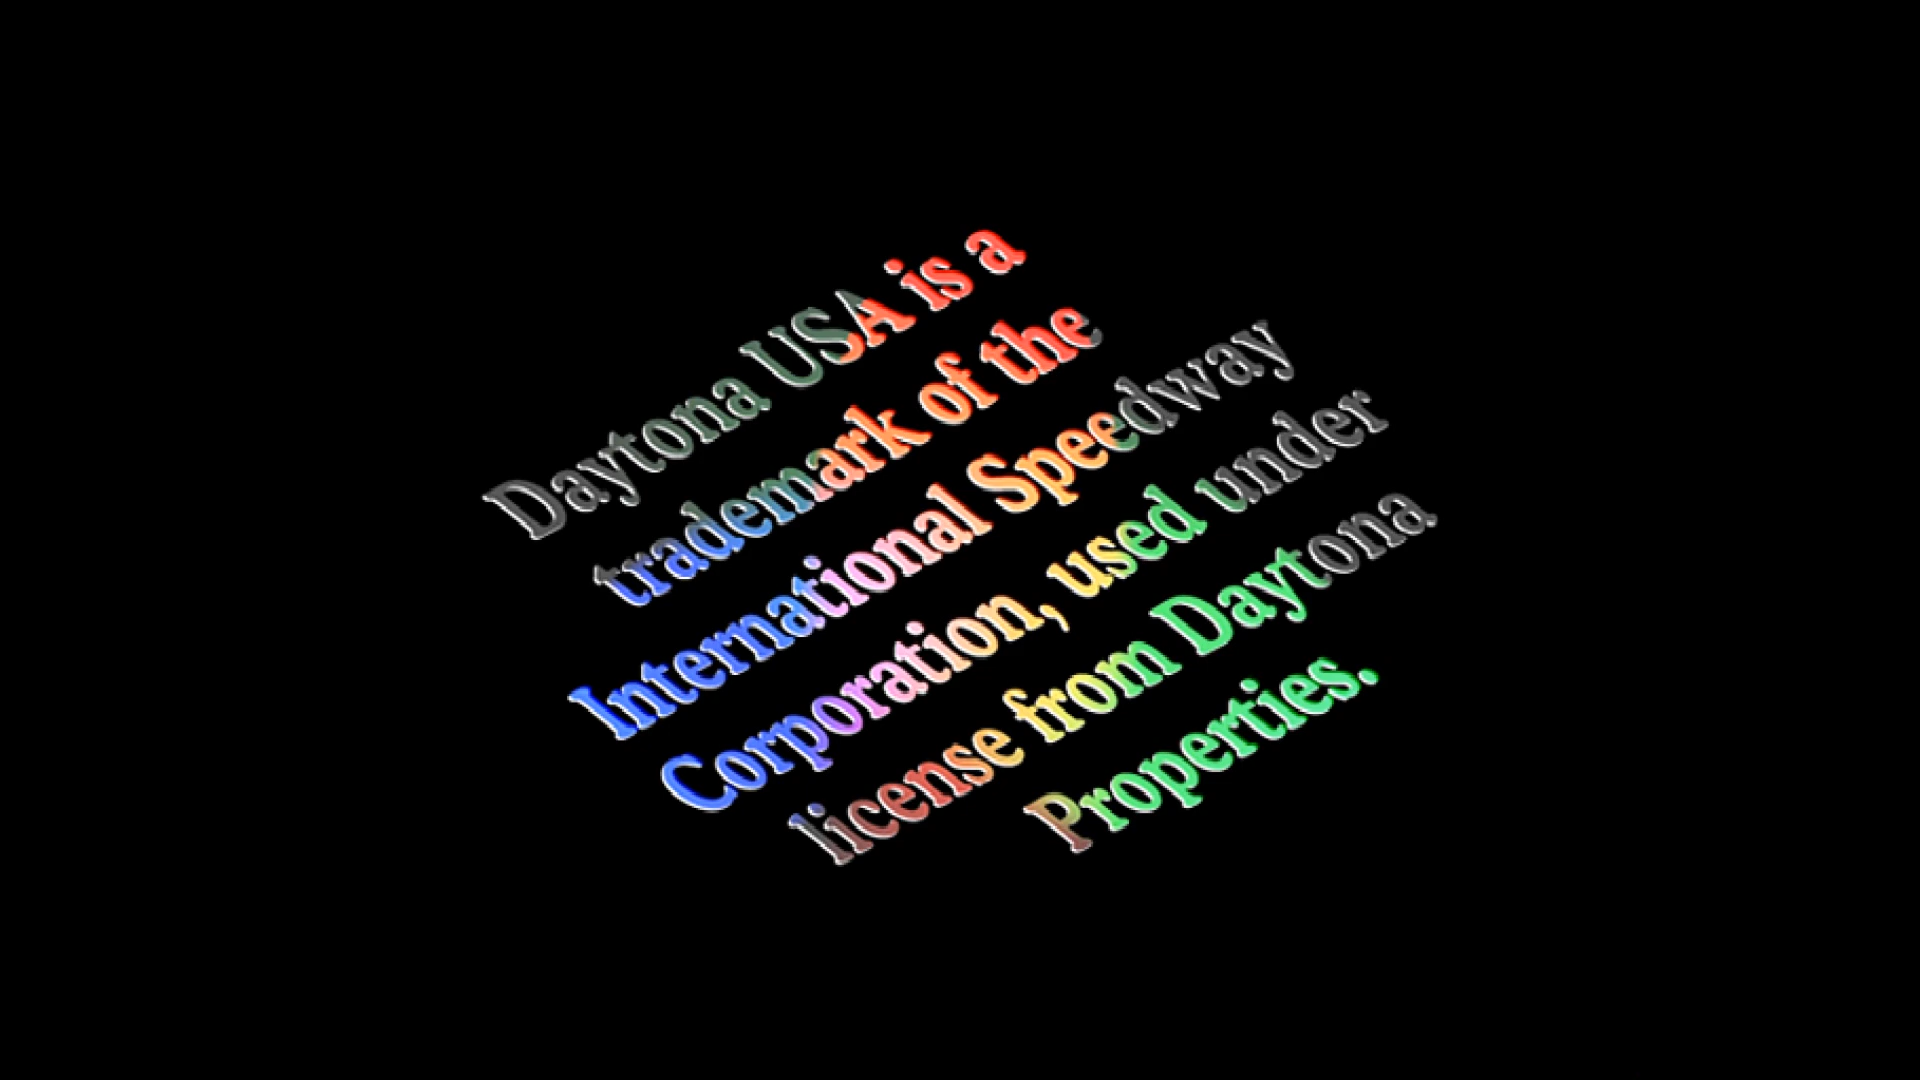 Daytona USA is a
trademark of the
International Speedway
Corporation, used under
license from Daytona
Properties.